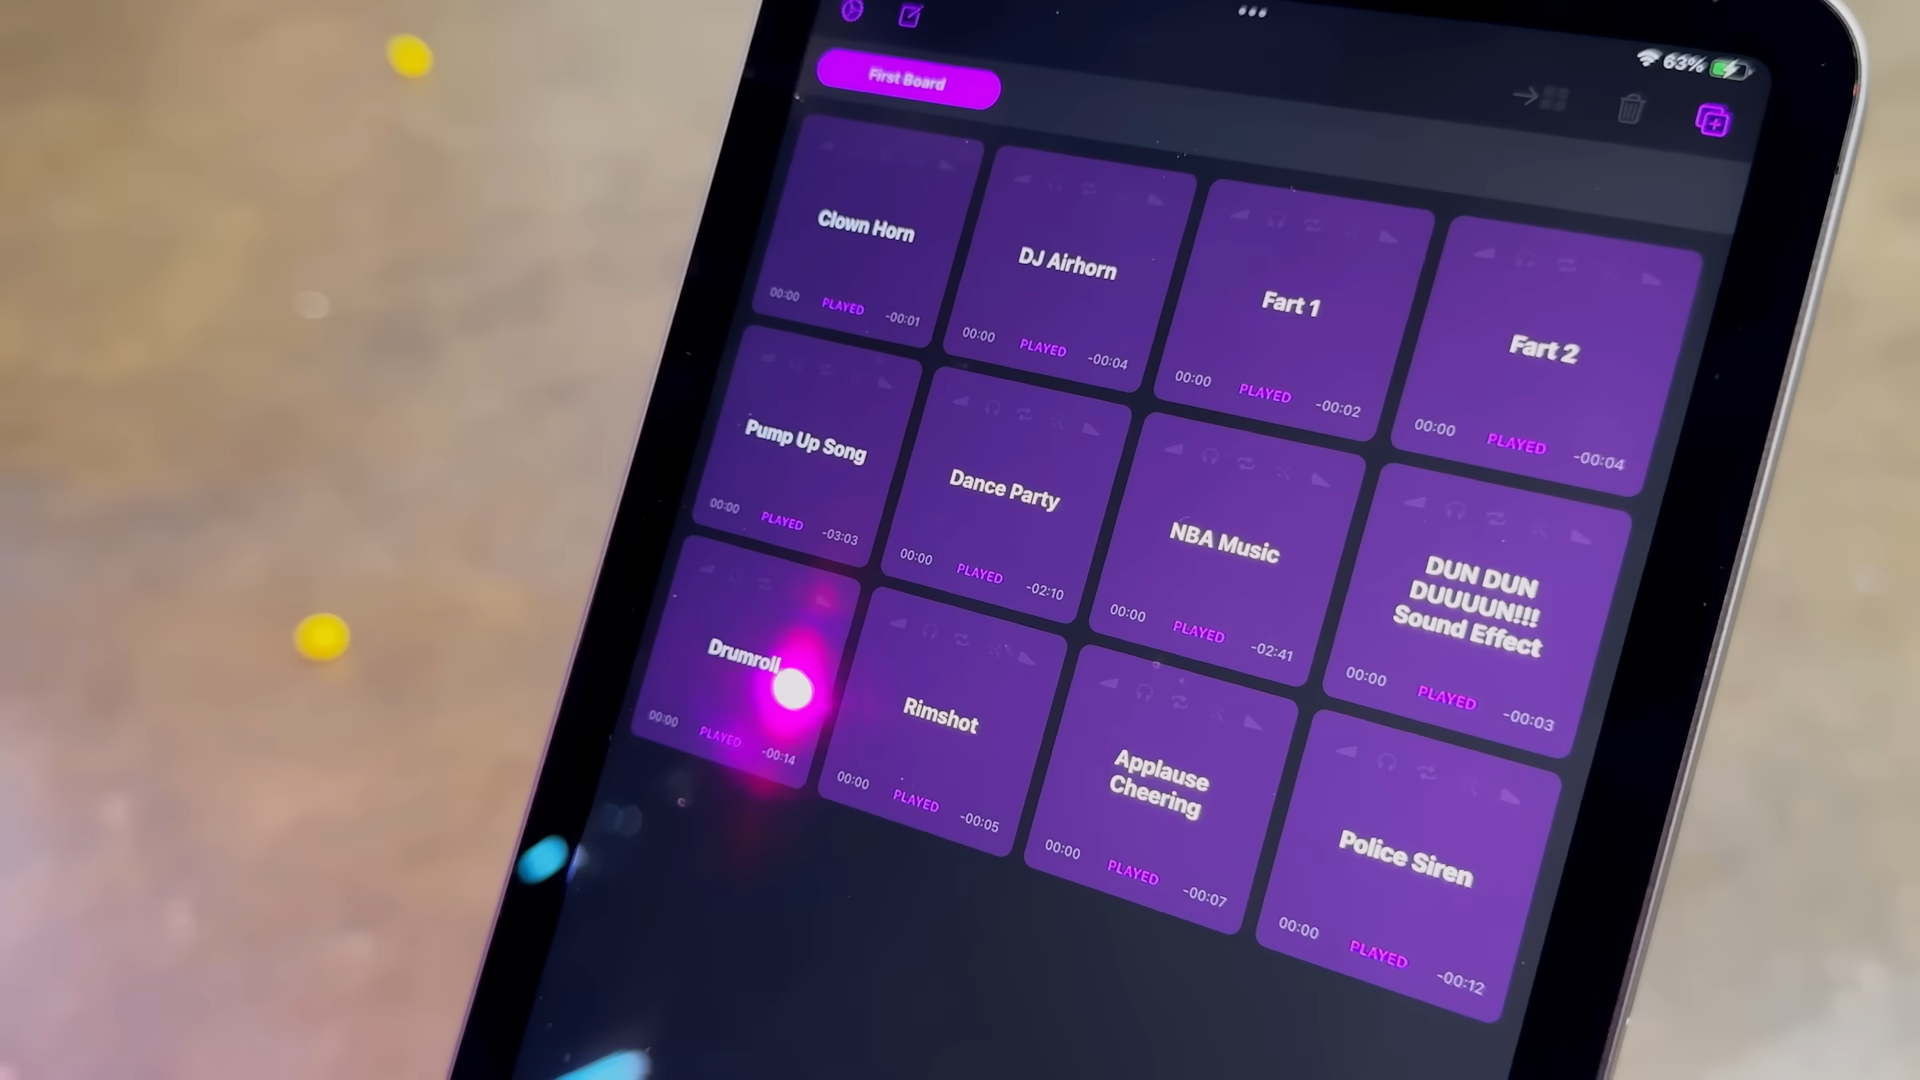 63%
First Board
Clown Horn
00:00 PLAYED -00:01
DJ Airhorn
00:00 PLAYED -00:04
Fart 1
00:00 PLAYED -00:02
Fart 2
00:00 PLAYED -00:04
Pump Up Song
00:00 PLAYED -03:03
Dance Party
00:00 PLAYED -02:10
NBA Music
00:00 PLAYED -02:41
DUN DUN
DUUUUN!!!
Sound Effect
00:00 PLAYED -00:03
Drumroll
00:00 PLAYED -00:14
Rimshot
00:00 PLAYED -00:05
Applause
Cheering
00:00 PLAYED -00:07
Police Siren
00:00 PLAYED -00:12